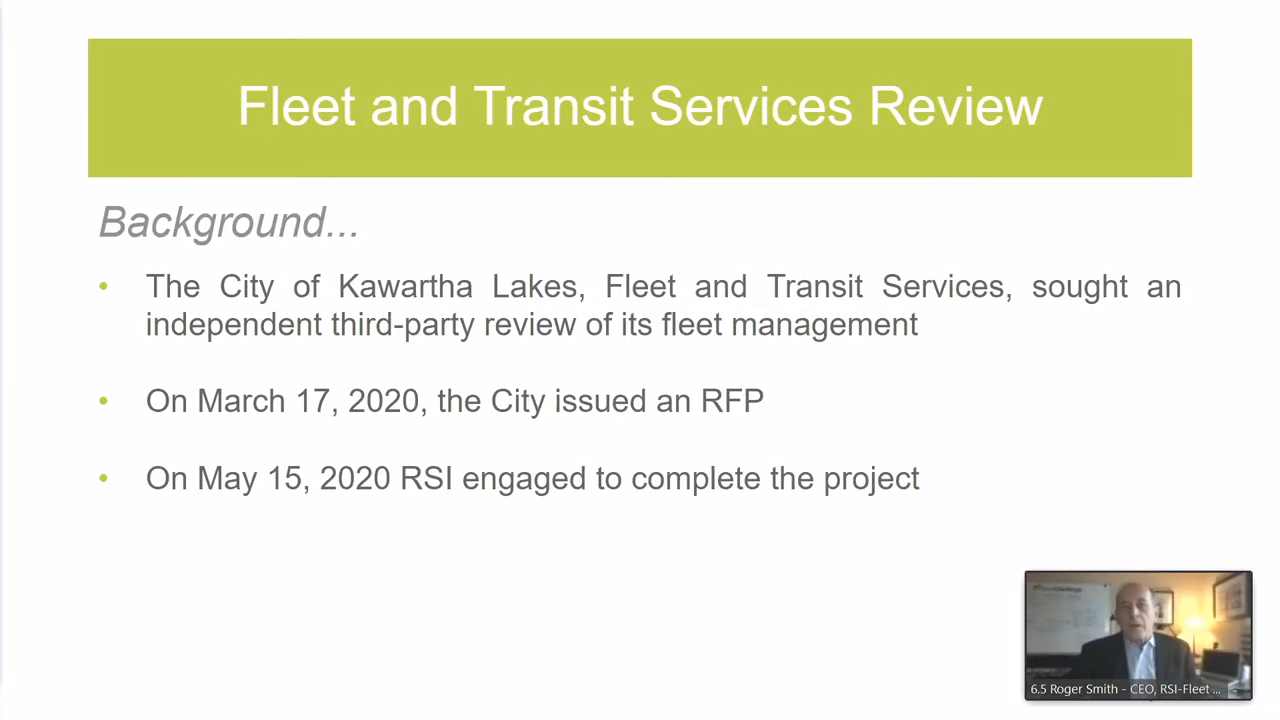 Fleet and Transit Services Review
Background...
• The City of Kawartha Lakes, Fleet and Transit Services, sought an
independent third-party review of its fleet management
• On March 17, 2020, the City issued an RFP
• On May 15, 2020 RSI engaged to complete the project
6.5 Roger Smith - CEO, RSI-Fleet ...